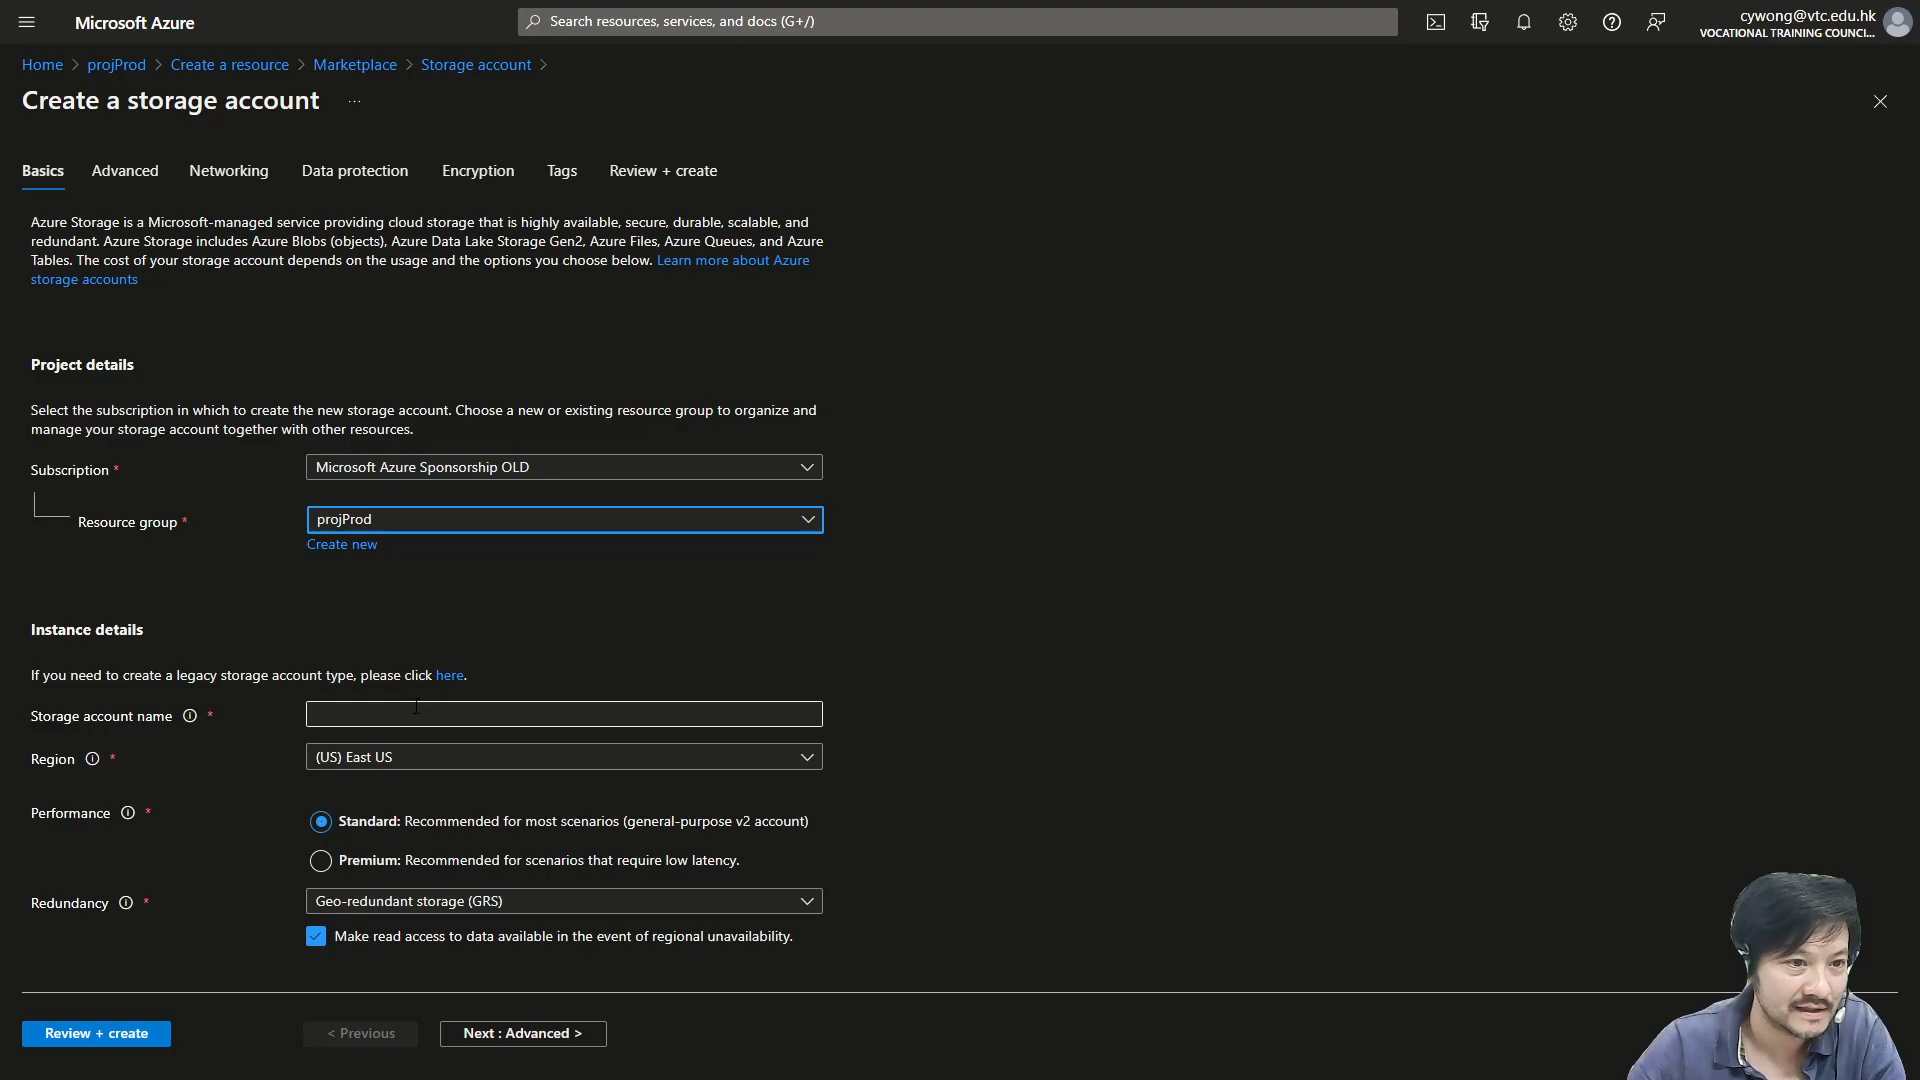 Microsoft Azure
Search resources, services, and docs (G+/)
cywong@vtc.edu.hk
VOCATIONAL TRAINING COUNCI...
Home > projProd > Create a resource > Marketplace > Storage account >
Create a storage account ...
Basics Advanced Networking Data protection Encryption Tags Review + create
Azure Storage is a Microsoft-managed service providing cloud storage that is highly available, secure, durable, scalable, and
redundant. Azure Storage includes Azure Blobs (objects), Azure Data Lake Storage Gen2, Azure Files, Azure Queues, and Azure
Tables. The cost of your storage account depends on the usage and the options you choose below. Learn more about Azure
storage accounts
Project details
Select the subscription in which to create the new storage account. Choose a new or existing resource group to organize and
manage your storage account together with other resources.
Subscription * Microsoft Azure Sponsorship OLD
Resource group * projProd
Create new
Instance details
If you need to create a legacy storage account type, please click here.
Storage account name *
Region * (US) East US
Performance *
Standard: Recommended for most scenarios (general-purpose v2 account)
Premium: Recommended for scenarios that require low latency.
Redundancy * Geo-redundant storage (GRS)
Make read access to data available in the event of regional unavailability.
Review + create < Previous Next : Advanced >